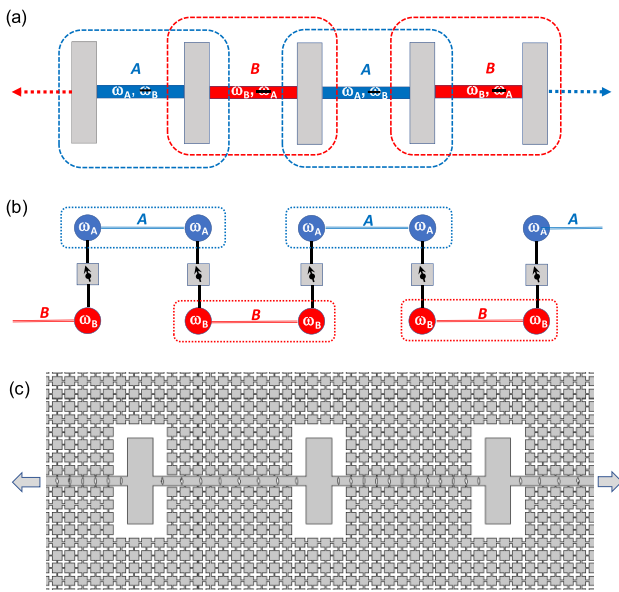 (a)
A B A B
ω_A, ω_B ω_B, ω_A ω_A, ω_B ω_B, ω_A
(b)
ω_A A ω_A ω_A A ω_A ω_A A
B ω_B ω_B B ω_B ω_B B ω_B
(c)